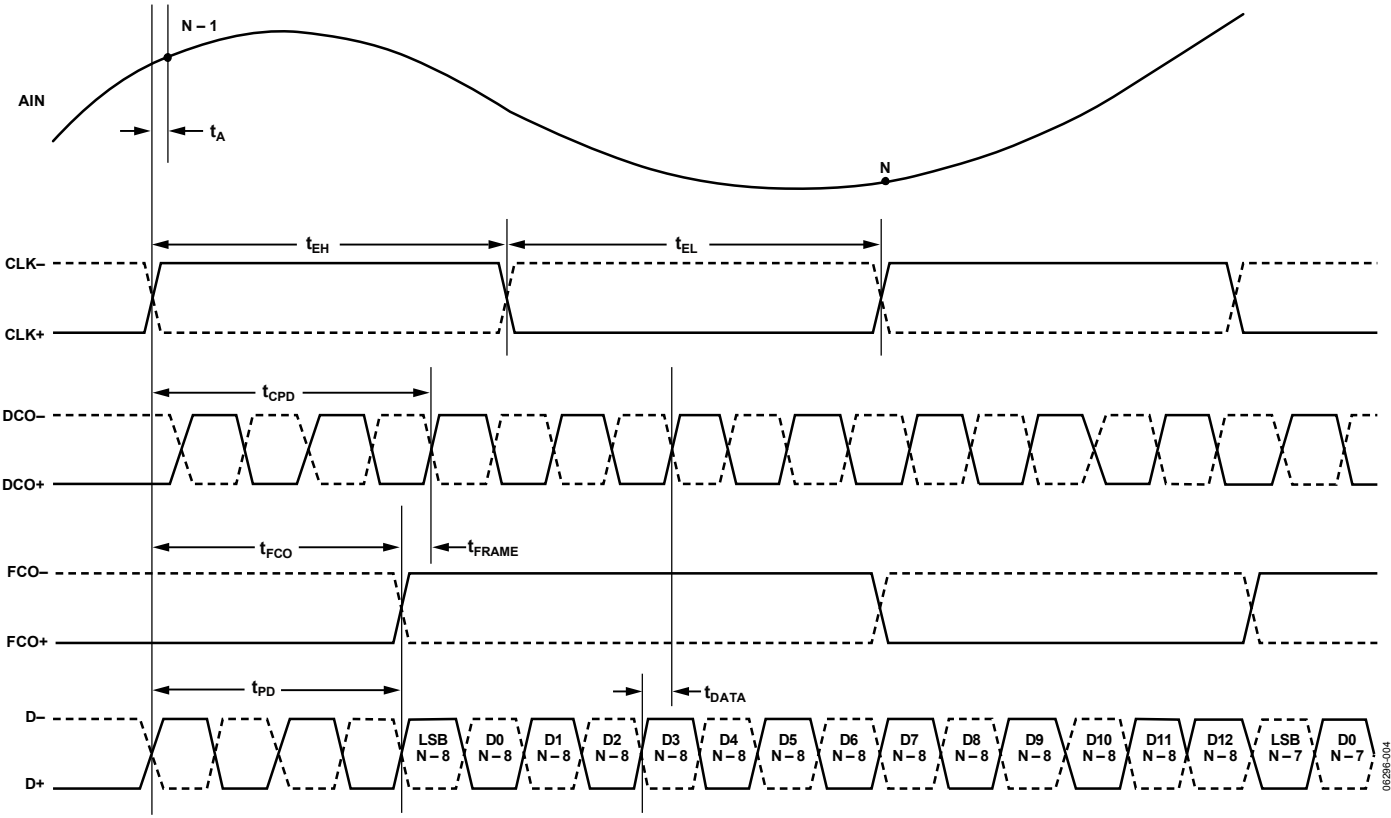 N – 1
AIN
tA
N
tEH
tEL
CLK–
CLK+
tCPD
DCO–
DCO+
tFCO
tFRAME
FCO–
FCO+
tPD
tDATA
D–
LSB N – 8
D0 N – 8
D1 N – 8
D2 N – 8
D3 N – 8
D4 N – 8
D5 N – 8
D6 N – 8
D7 N – 8
D8 N – 8
D9 N – 8
D10 N – 8
D11 N – 8
D12 N – 8
LSB N – 7
D0 N – 7
D+
06296-004